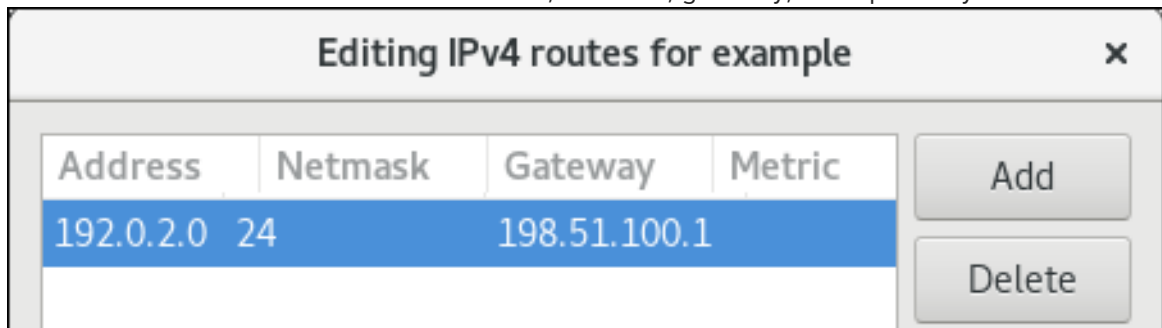 Editing IPv4 routes for example ×
Address Netmask Gateway Metric Add
192.0.2.0 24 198.51.100.1
Delete